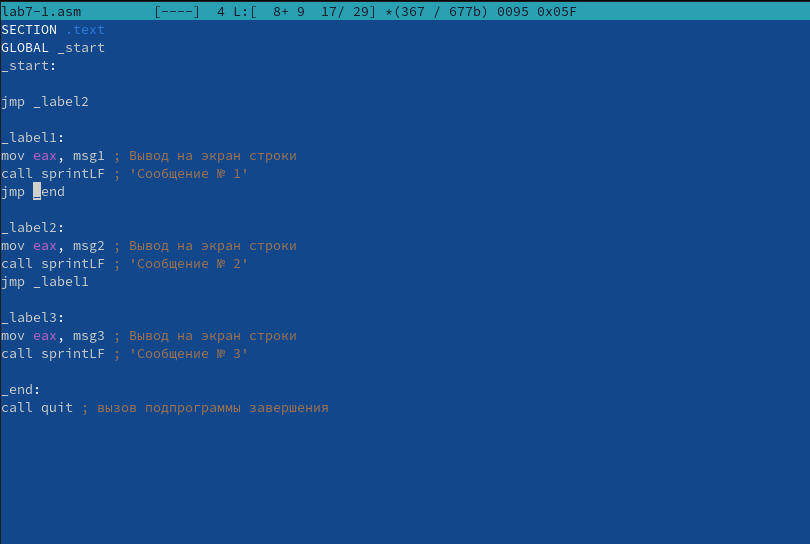 lab7-1.asm [----] 4 L:[ 8+ 9 17/ 29] *(367 / 677b) 0095 0x05F
SECTION .text
GLOBAL _start
_start:
jmp _label2
_label1:
mov eax, msg1 ; Вывод на экран строки
call sprintLF ; 'Сообщение № 1'
jmp _end
_label2:
mov eax, msg2 ; Вывод на экран строки
call sprintLF ; 'Сообщение № 2'
jmp _label1
_label3:
mov eax, msg3 ; Вывод на экран строки
call sprintLF ; 'Сообщение № 3'
_end:
call quit ; вызов подпрограммы завершения